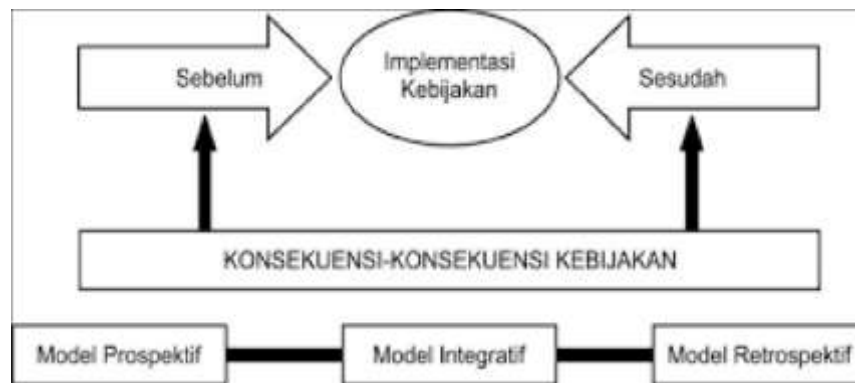 Sebelum
Implementasi
Kebijakan
Sesudah
KONSEKUENSI-KONSEKUENSI KEBIJAKAN
Model Prospektif
Model Integratif
Model Retrospektif